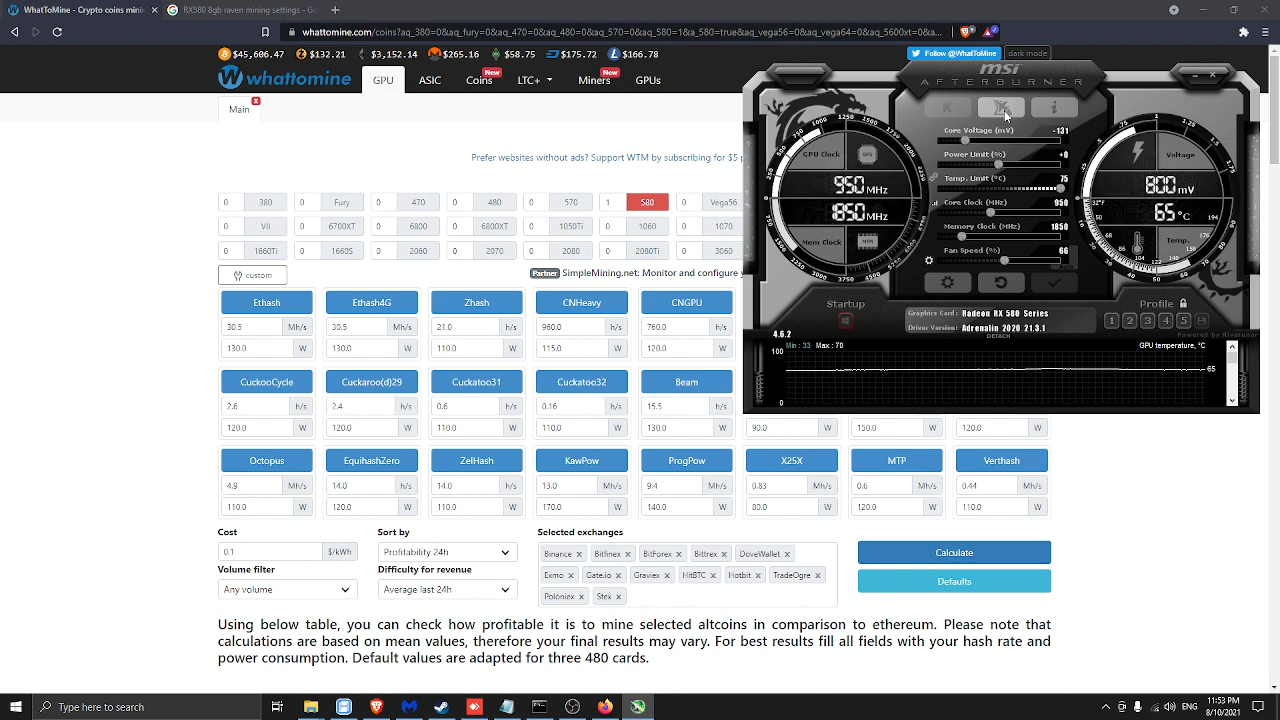 WhatToMine - Crypto coins mini
RX580 8gb raven mining settings - Go
whattomine.com/coins?aq_380=0&aq_fury=0&aq_470=0&aq_480=0&aq_570=0&aq_580=1&a_580=true&aq_vega56=0&aq_vega64=0&aq_5600xt=0&a
$45,686.47
$132.21
$3,152.14
$265.16
$58.75
$175.72
$166.78
Follow @WhatToMine
dark mode
whattomine
GPU
ASIC
Coins
New
LTC+
Miners
New
GPUs
Main
Prefer websites without ads? Support WTM by subscribing for $5 p
0 380 0 Fury 0 470 0 480 0 570 1 580 0 Vega56
0 VII 0 6700XT 0 6800 0 6800XT 0 1050Ti 0 1060 0 1070
0 1660S 0 2060 0 2070 0 2080 0 2080Ti 0 3060
custom
Partner SimpleMining.net: Monitor and configure y
Ethash Ethash4G Zhash CNHeavy CNGPU
30.5 Mh/s 30.5 Mh/s 21.0 h/s 960.0 h/s 760.0 h/s
130.0 W 130.0 W 110.0 W 115.0 W 120.0 W
CuckooCycle Cuckaroo(d)29 Cuckatoo31 Cuckatoo32 Beam
2.6 h/s 2.4 h/s 0.6 h/s 0.16 h/s 15.5 h/s
120.0 W 120.0 W 110.0 W 110.0 W 130.0 W 90.0 W 150.0 W 120.0 W
Octopus EquihashZero ZelHash KawPow ProgPow X25X MTP Verthash
4.9 Mh/s 14.0 h/s 14.0 h/s 13.0 Mh/s 9.4 Mh/s 0.83 Mh/s 0.6 Mh/s 0.44 Mh/s
110.0 W 120.0 W 110.0 W 170.0 W 140.0 W 80.0 W 120.0 W 110.0 W
Cost Sort by Selected exchanges
0.1 $/kWh Profitability 24h
Volume filter Difficulty for revenue
Any volume Average last 24h
Binance × Bitfinex × BitForex × Bittrex × DoveWallet ×
Exmo × Gate.io × Graviex × HitBTC × Hotbit × TradeOgre ×
Poloniex × Stex ×
Calculate
Defaults
Using below table, you can check how profitable it is to mine selected altcoins in comparison to ethereum. Please note that
calculations are based on mean values, therefore your final results may vary. For best results fill all fields with your hash rate and
power consumption. Default values are adapted for three 480 cards.
msi
AFTERBURNER
K
i
Core Voltage (mV) -131
Power Limit (%) +0
Temp. Limit (°C) 75
Core Clock (MHz) 950
Memory Clock (MHz) 1850
Fan Speed (%) 66
GPU Clock
GPU
950 MHz
1850 MHz
Mem Clock
MEM
Voltage
800 mV
65 °C
Temp.
Startup
Profile
1 2 3 4 5
Graphics Card: Radeon RX 580 Series
Driver Version: Adrenalin 2020 21.3.1
4.6.2
DETACH
Powered by Rivatuner
Min : 33 Max : 70
GPU temperature, °C
100
65
0
Type here to search
11:53 PM
8/10/2021